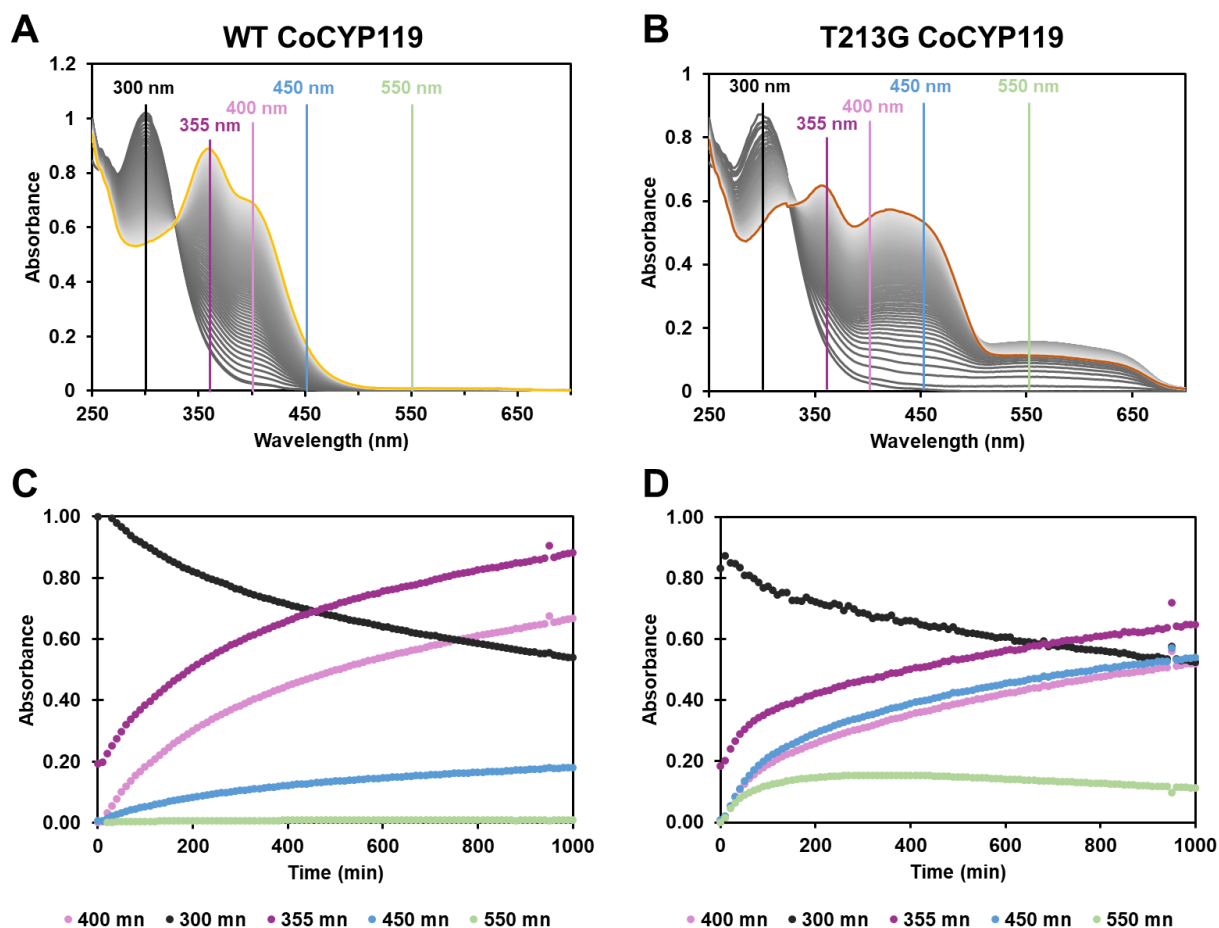 A
WT CoCYP119
Absorbance
1.2
1
0.8
0.6
0.4
0.2
0
300 nm
355 nm
400 nm
450 nm
550 nm
250
350
450
550
650
Wavelength (nm)
B
T213G CoCYP119
Absorbance
1
0.8
0.6
0.4
0.2
0
300 nm
355 nm
400 nm
450 nm
550 nm
250
350
450
550
650
Wavelength (nm)
C
Absorbance
1.00
0.80
0.60
0.40
0.20
0.00
0
200
400
600
800
1000
Time (min)
400 mn
300 mn
355 mn
450 mn
550 mn
D
Absorbance
1.00
0.80
0.60
0.40
0.20
0.00
0
200
400
600
800
1000
Time (min)
400 mn
300 mn
355 mn
450 mn
550 mn